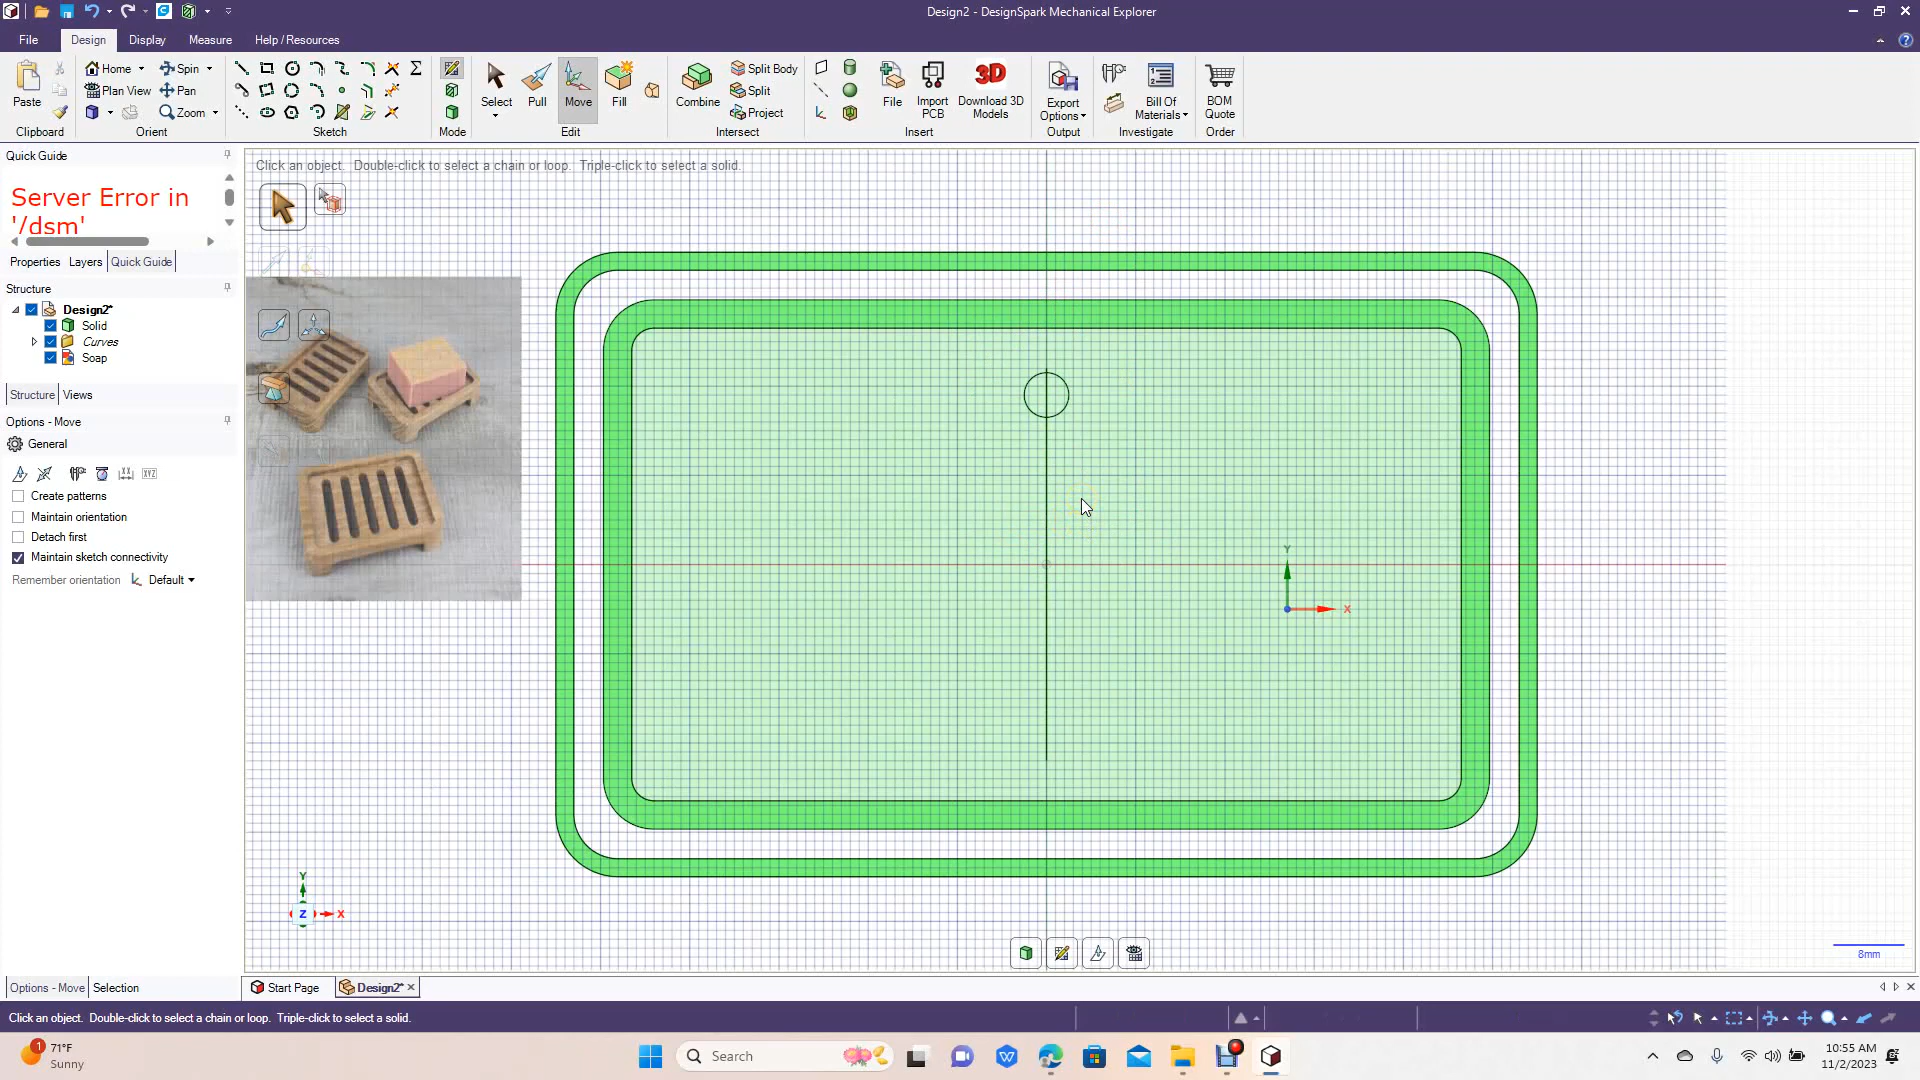 Design2 - DesignSpark Mechanical Explorer
File Design Display Measure Help / Resources
Paste
Clipboard
Home Spin
Plan View Pan
Zoom
Orient
Sketch
Mode
Select Pull Move Fill
Edit
Combine
Split Body
Split
Project
Intersect
File Import PCB Download 3D Models
Insert
3D
Export Options
Output
Bill Of Materials
Investigate
BOM Quote
Order
Quick Guide
Server Error in
'/dsm'
Properties Layers Quick Guide
Structure
Design2*
Solid
Curves
Soap
Structure Views
Options - Move
General
XYZ
Create patterns
Maintain orientation
Detach first
Maintain sketch connectivity
Remember orientation Default
Click an object. Double-click to select a chain or loop. Triple-click to select a solid.
Y
X
Y
Z X
8mm
Options - Move Selection
Start Page Design2*
Click an object. Double-click to select a chain or loop. Triple-click to select a solid.
1
71°F
Sunny
Search
10:55 AM
11/2/2023